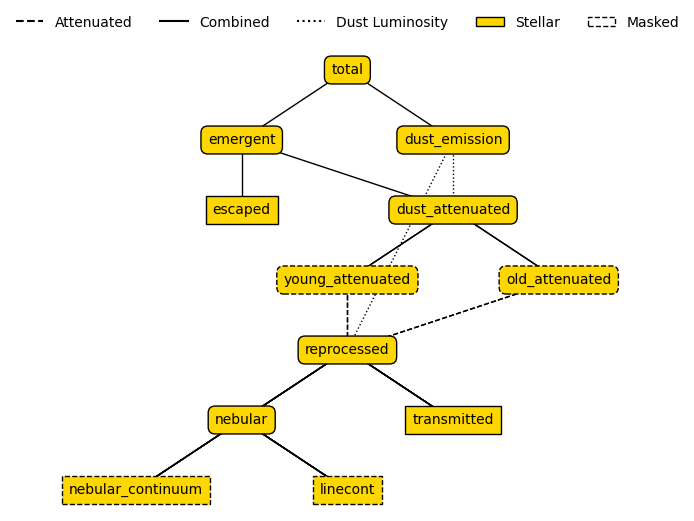 Attenuated Combined Dust Luminosity Stellar Masked
total
emergent dust_emission
escaped dust_attenuated
young_attenuated old_attenuated
reprocessed
nebular transmitted
nebular_continuum linecont